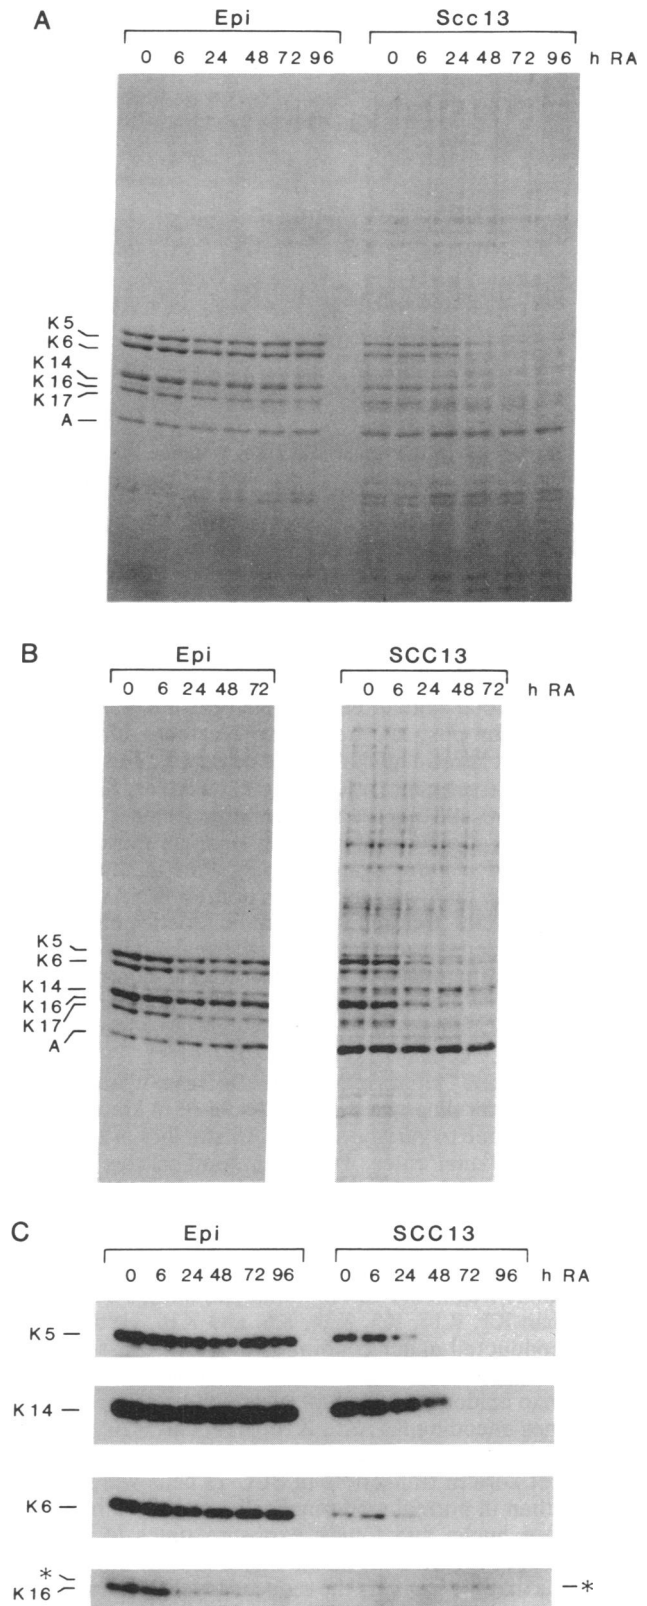 A
Epi Scc13
0 6 24 48 72 96 0 6 24 48 72 96 h RA
K5
K6
K14
K16
K17
A
B
Epi SCC13
0 6 24 48 72 0 6 24 48 72 h RA
K5
K6
K14
K16
K17
A
C
Epi SCC13
0 6 24 48 72 96 0 6 24 48 72 96 h RA
K5
K14
K6
*
K16 *